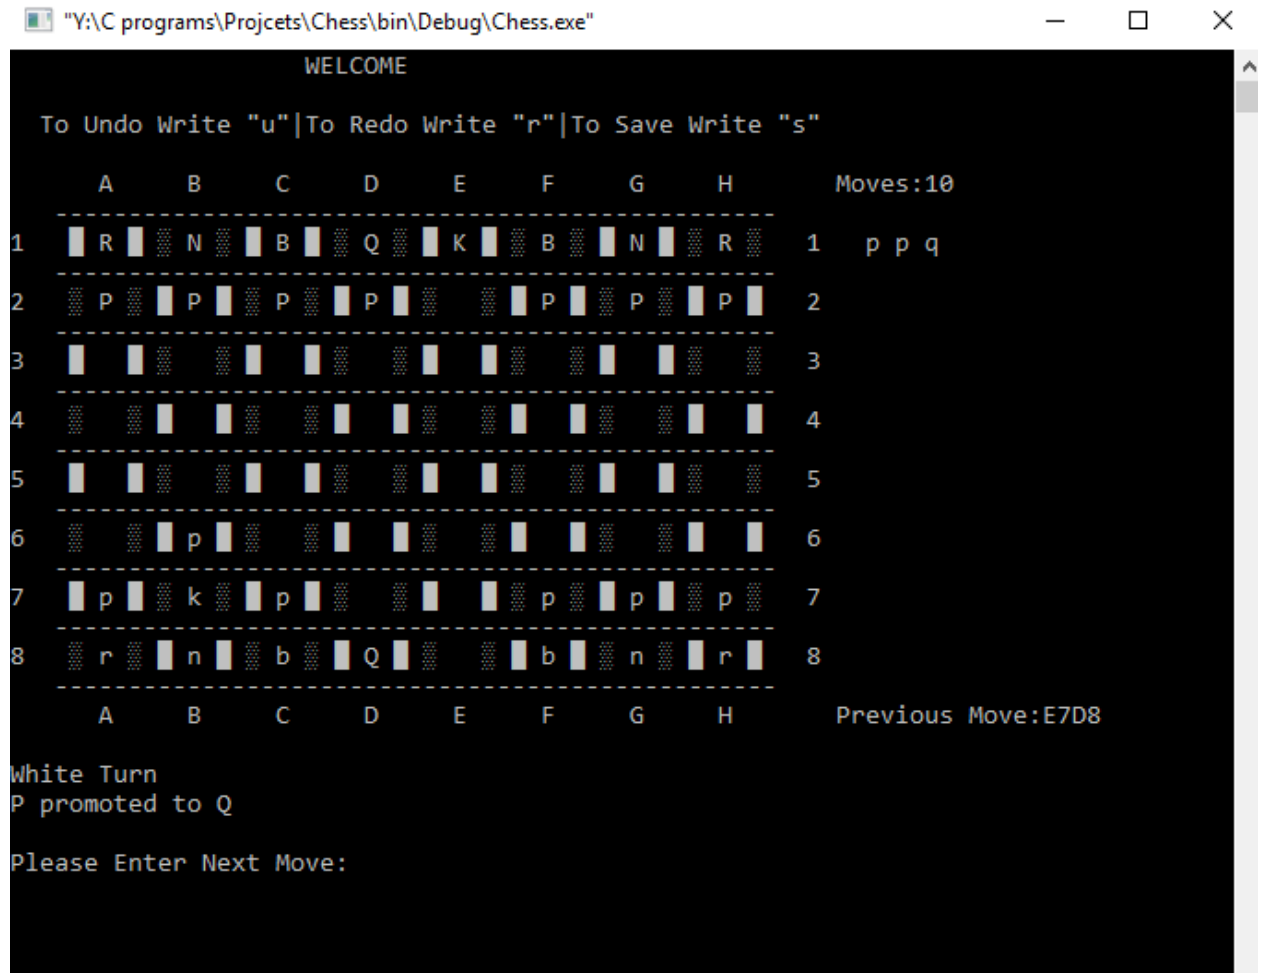 "Y:\C programs\Projcets\Chess\bin\Debug\Chess.exe"
WELCOME
To Undo Write "u"|To Redo Write "r"|To Save Write "s"
A B C D E F G H Moves:10
1 R N B Q K B N R 1 p p q
2 P P P P P P P 2
3 3
4 4
5 5
6 p 6
7 p k p p p p 7
8 r n b Q b n r 8
A B C D E F G H Previous Move:E7D8
White Turn
P promoted to Q
Please Enter Next Move: